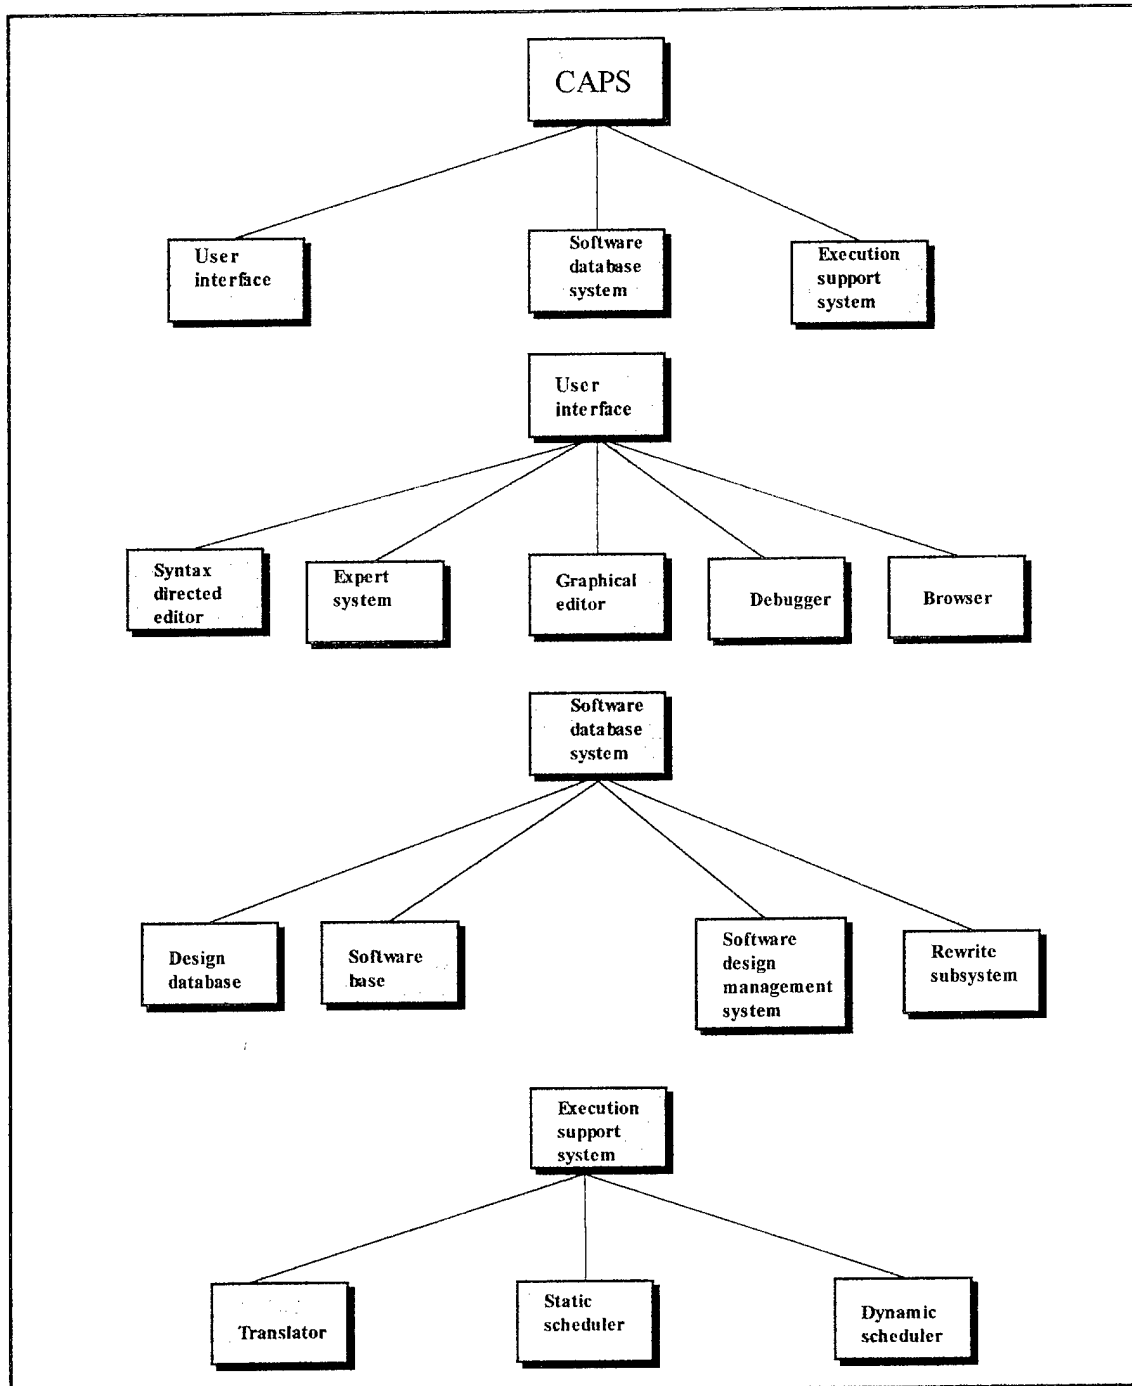 CAPS
User
interface
Software
database
system
Execution
support
system
User
interface
Syntax
directed
editor
Expert
system
Graphical
editor
Debugger
Browser
Software
database
system
Design
database
Software
base
Software
design
management
system
Rewrite
subsystem
Execution
support
system
Translator
Static
scheduler
Dynamic
scheduler